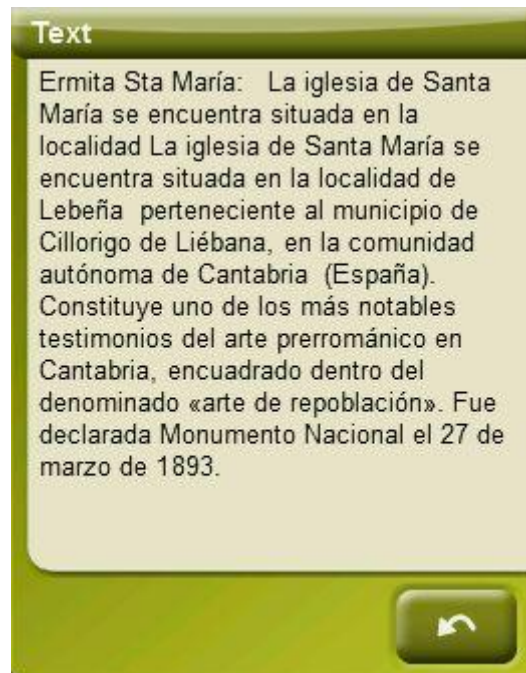 Text
Ermita Sta María:   La iglesia de Santa
María se encuentra situada en la
localidad La iglesia de Santa María se
encuentra situada en la localidad de
Lebeña  perteneciente al municipio de
Cillorigo de Liébana, en la comunidad
autónoma de Cantabria  (España).
Constituye uno de los más notables
testimonios del arte prerrománico en
Cantabria, encuadrado dentro del
denominado «arte de repoblación». Fue
declarada Monumento Nacional el 27 de
marzo de 1893.